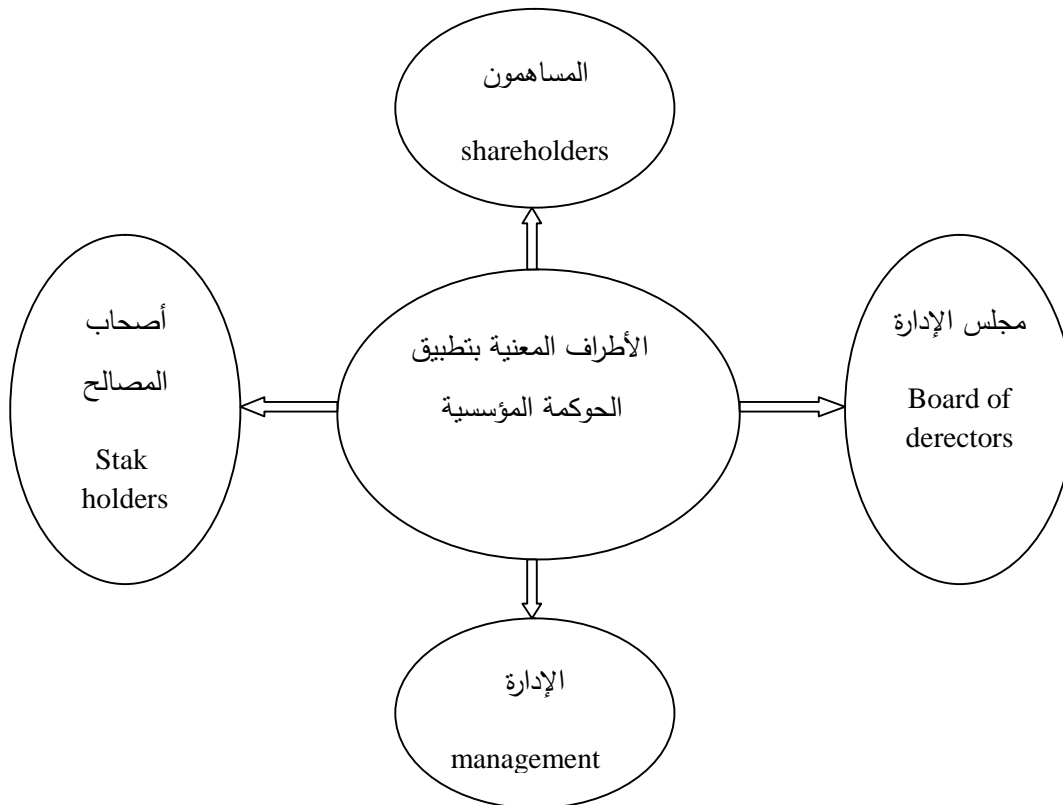 المساهمون
shareholders
مجلس الإدارة
Board of
derectors
الأطراف المعنية بتطبيق
الحوكمة المؤسسية
أصحاب
المصالح
Stak
holders
الإدارة
management